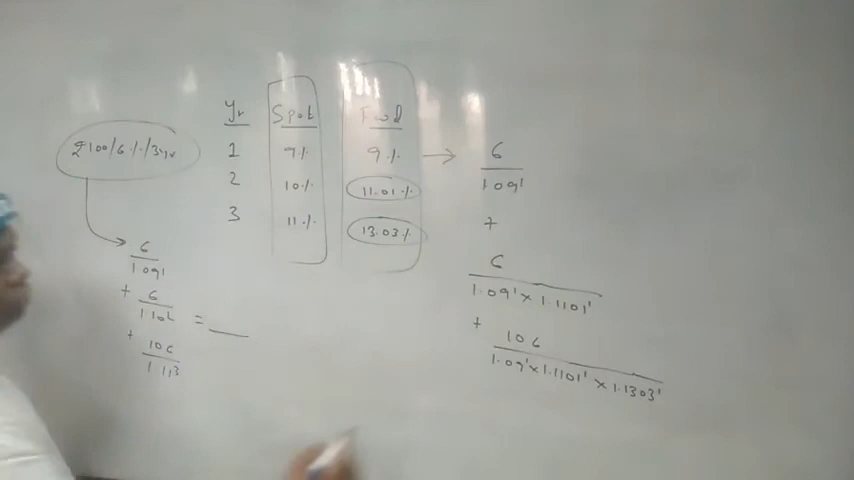 Yr Spot Fwd
₹100/6%/3yr
1 9% 9% →
2 10% 11.01%
3 11% 13.03%
6
1.09¹
+ 6
1.10²
+ 106
1.11³
= __
6
1.09¹
+
6
1.09¹ × 1.1101¹
+
106
1.09¹ × 1.1101¹ × 1.1303¹